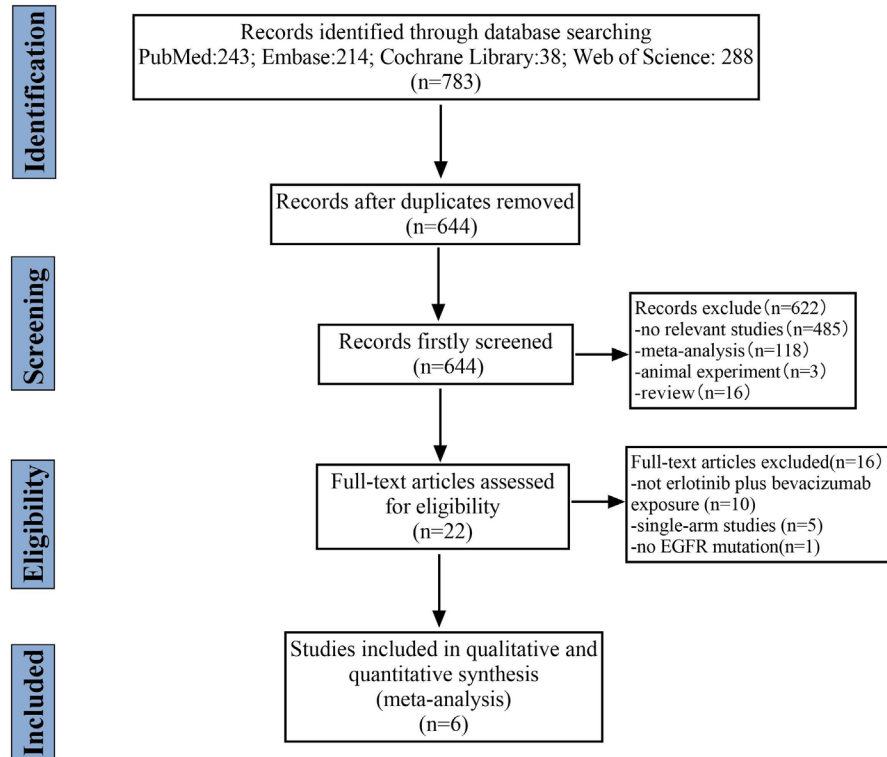 Identification
Records identified through database searching
PubMed:243; Embase:214; Cochrane Library:38; Web of Science: 288
(n=783)
Records after duplicates removed
(n=644)
Screening
Records firstly screened
(n=644)
Records exclude(n=622)
-no relevant studies(n=485)
-meta-analysis(n=118)
-animal experiment(n=3)
-review(n=16)
Eligibility
Full-text articles assessed
for eligibility
(n=22)
Full-text articles excluded(n=16)
-not erlotinib plus bevacizumab
exposure (n=10)
-single-arm studies (n=5)
-no EGFR mutation(n=1)
Included
Studies included in qualitative and
quantitative synthesis
(meta-analysis)
(n=6)